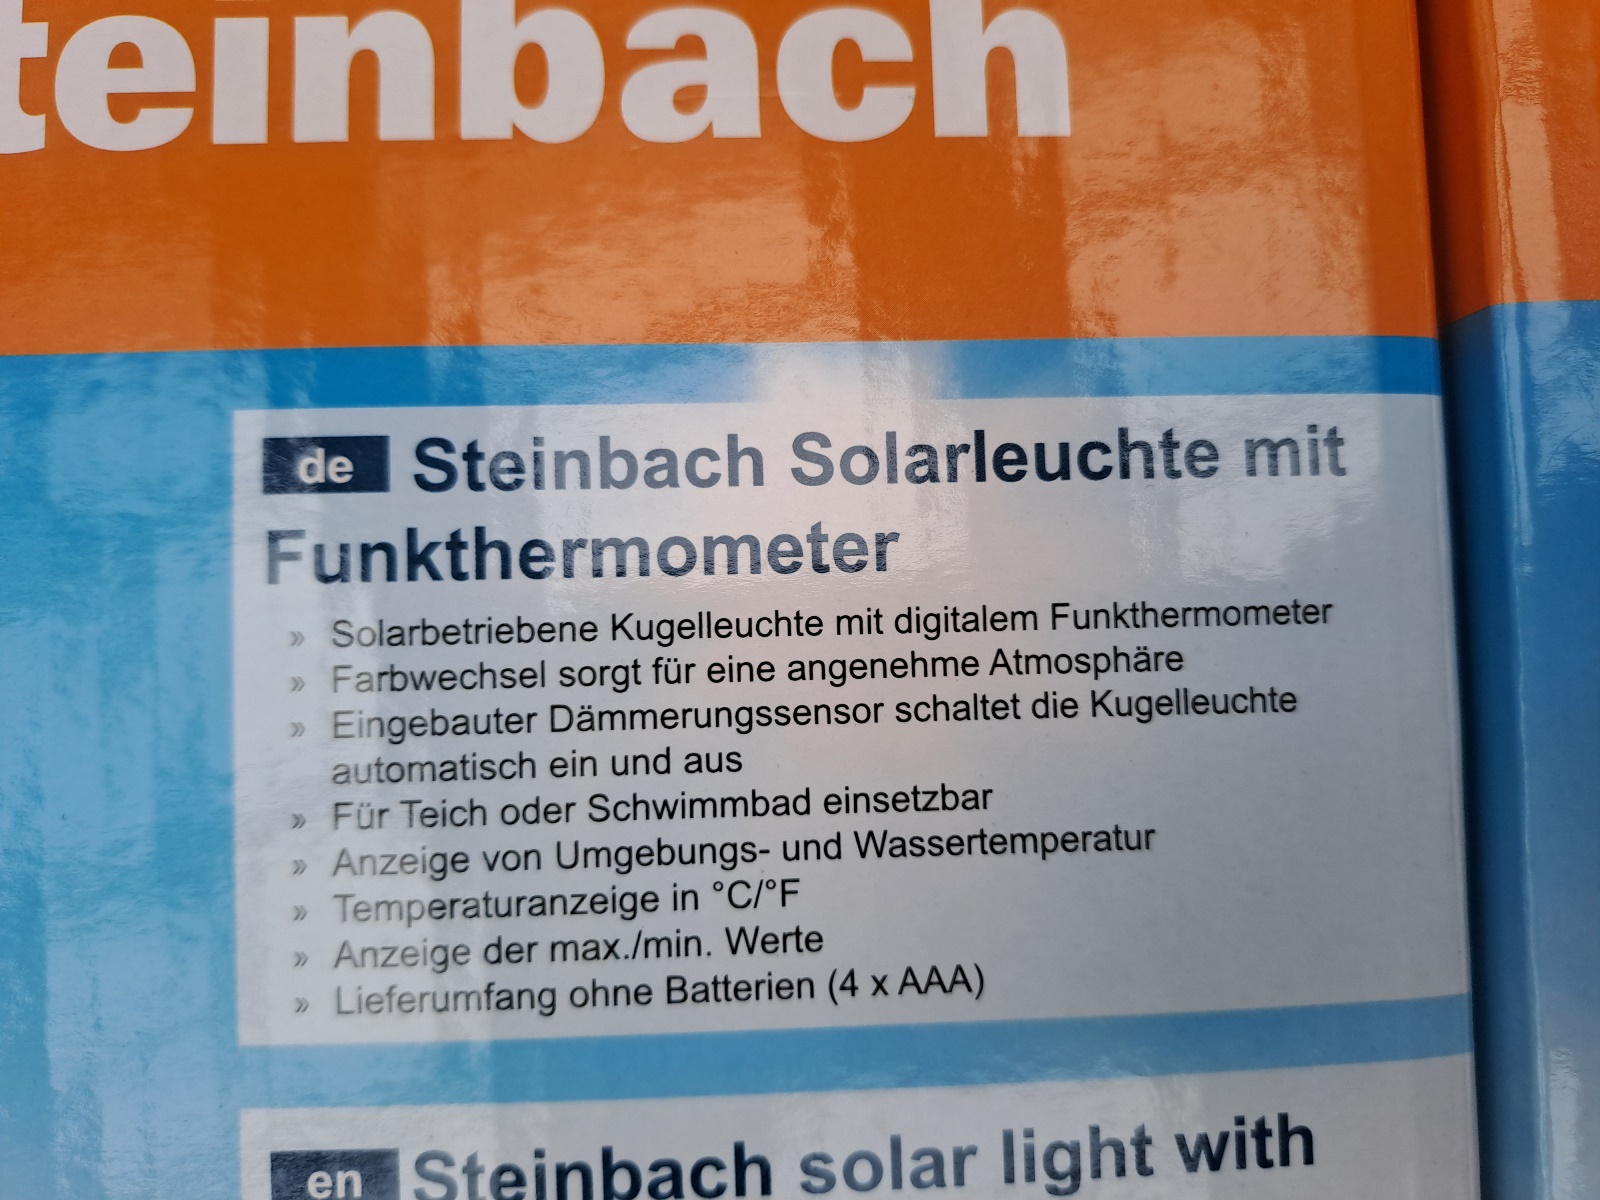 teinbach
de Steinbach Solarleuchte mit
Funkthermometer
» Solarbetriebene Kugelleuchte mit digitalem Funkthermometer
» Farbwechsel sorgt für eine angenehme Atmosphäre
» Eingebauter Dämmerungssensor schaltet die Kugelleuchte
automatisch ein und aus
» Für Teich oder Schwimmbad einsetzbar
» Anzeige von Umgebungs- und Wassertemperatur
» Temperaturanzeige in °C/°F
» Anzeige der max./min. Werte
» Lieferumfang ohne Batterien (4 x AAA)
en Steinbach solar light with